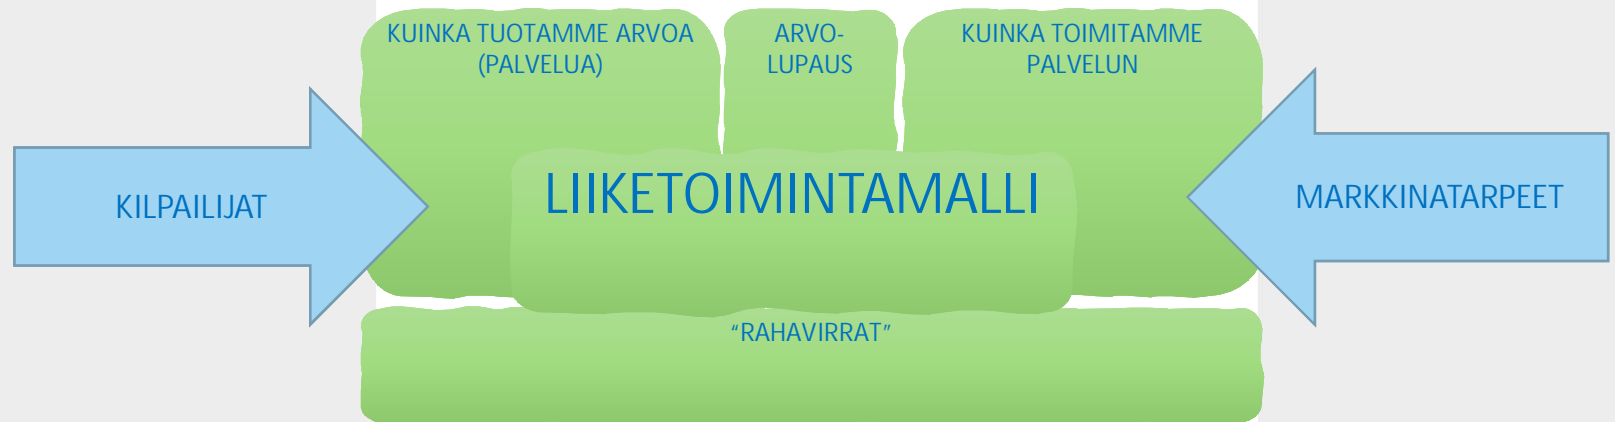 KUINKA TUOTAMME ARVOA
(PALVELUA)
ARVO-
LUPAUS
KUINKA TOIMITAMME
PALVELUN
KILPAILIJAT
LIIKETOIMINTAMALLI
MARKKINATARPEET
“RAHAVIRRAT”